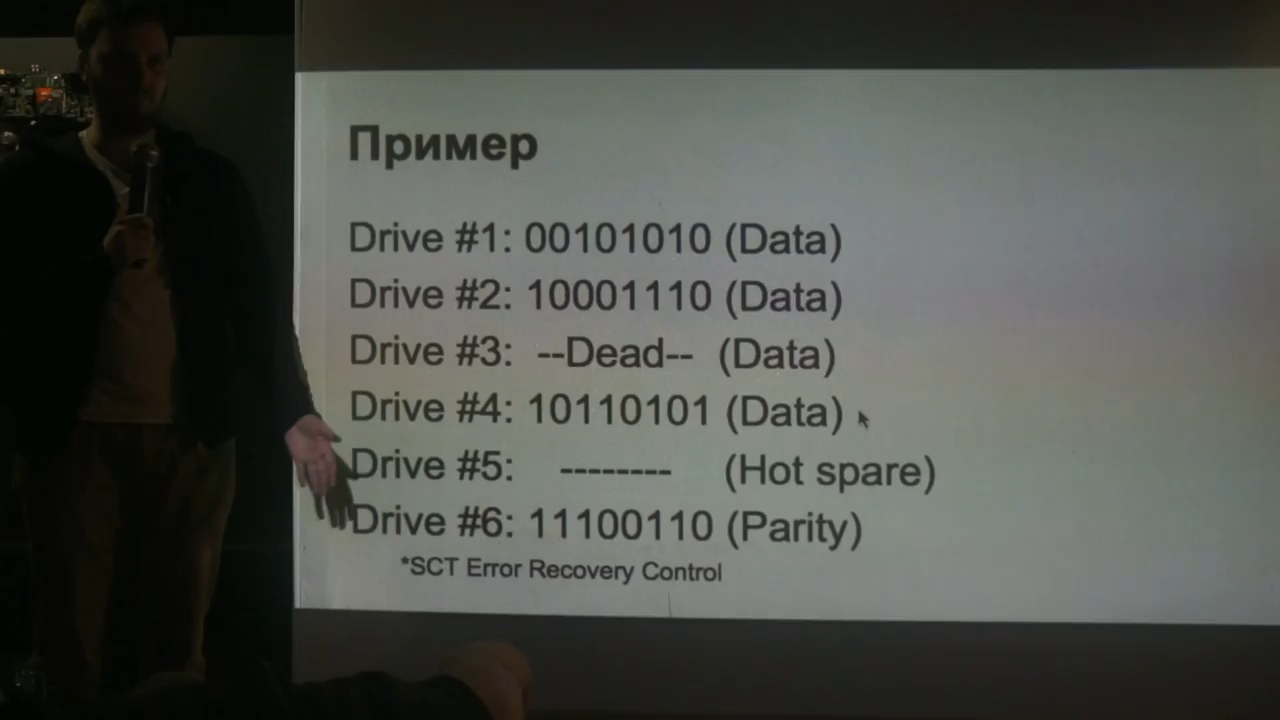 Пример
Drive #1: 00101010 (Data)
Drive #2: 10001110 (Data)
Drive #3: --Dead-- (Data)
Drive #4: 10110101 (Data)
Drive #5: -------- (Hot spare)
Drive #6: 11100110 (Parity)
*SCT Error Recovery Control